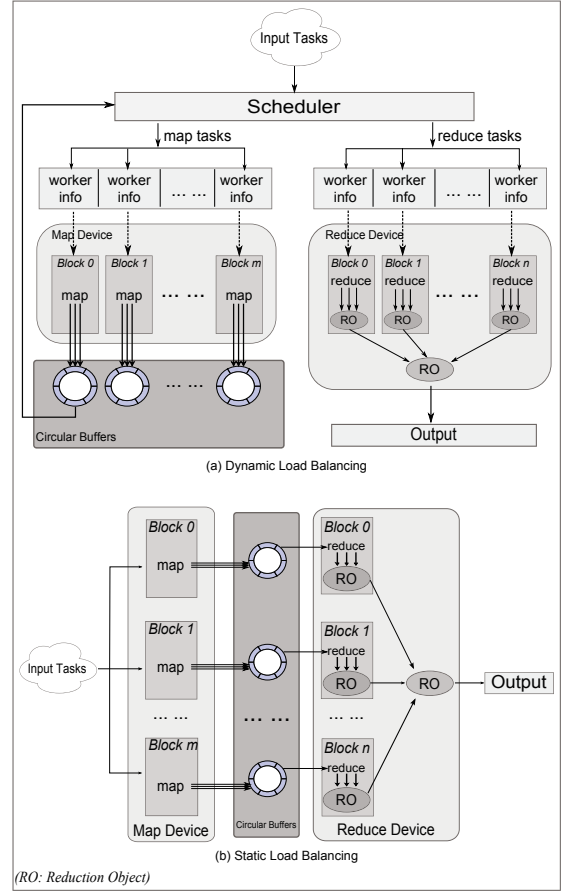 Input Tasks
Scheduler
map tasks
reduce tasks
worker info
worker info
... ...
worker info
worker info
worker info
... ...
worker info
Map Device
Block 0
Block 1
Block m
map
map
... ...
map
Reduce Device
Block 0
Block 1
Block n
reduce
reduce
... ...
reduce
RO
RO
RO
RO
... ...
Circular Buffers
Output
(a) Dynamic Load Balancing
Block 0
map
Block 0
reduce
RO
Input Tasks
Block 1
map
Block 1
reduce
RO
RO
Output
... ...
... ...
... ...
Block m
map
Block n
reduce
RO
Map Device
Circular Buffers
Reduce Device
(b) Static Load Balancing
(RO: Reduction Object)